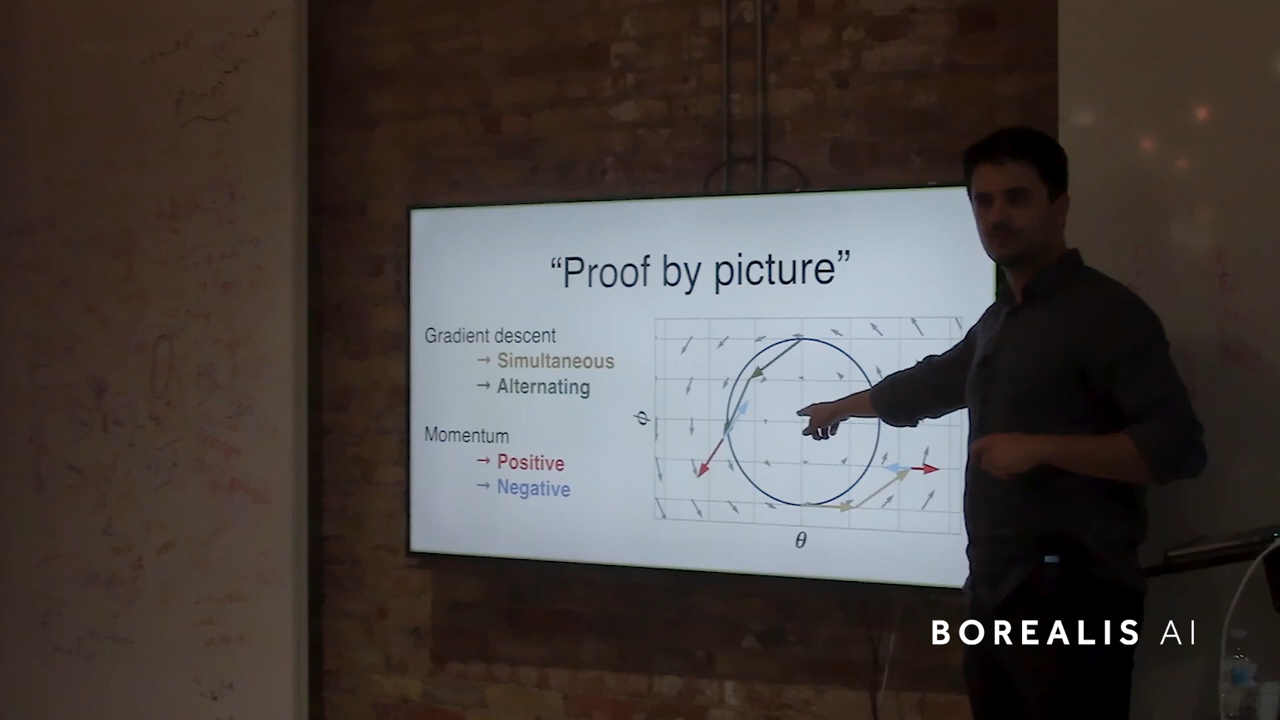 “Proof by picture”
Gradient descent
→ Simultaneous
→ Alternating
Momentum
→ Positive
→ Negative
ϕ
θ
BOREALIS AI